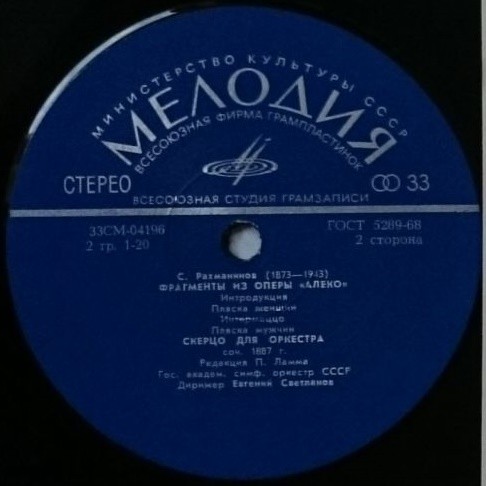 МИНИСТЕРСТВО КУЛЬТУРЫ СССР
МЕЛОДИЯ
ВСЕСОЮЗНАЯ ФИРМА ГРАМПЛАСТИНОК
СТЕРЕО
33
ВСЕСОЮЗНАЯ СТУДИЯ ГРАМЗАПИСИ
33СМ-04196
ГОСТ 5289-68
2 гр. 1-20
2 сторона
С. Рахманинов (1873—1943)
ФРАГМЕНТЫ ИЗ ОПЕРЫ «АЛЕКО»
Интродукция
Пляска женщин
Интермеццо
Пляска мужчин
СКЕРЦО ДЛЯ ОРКЕСТРА
соч. 1887 г.
Редакция П. Ламма
Гос. академ. симф. оркестр СССР
Дирижер Евгений Светланов